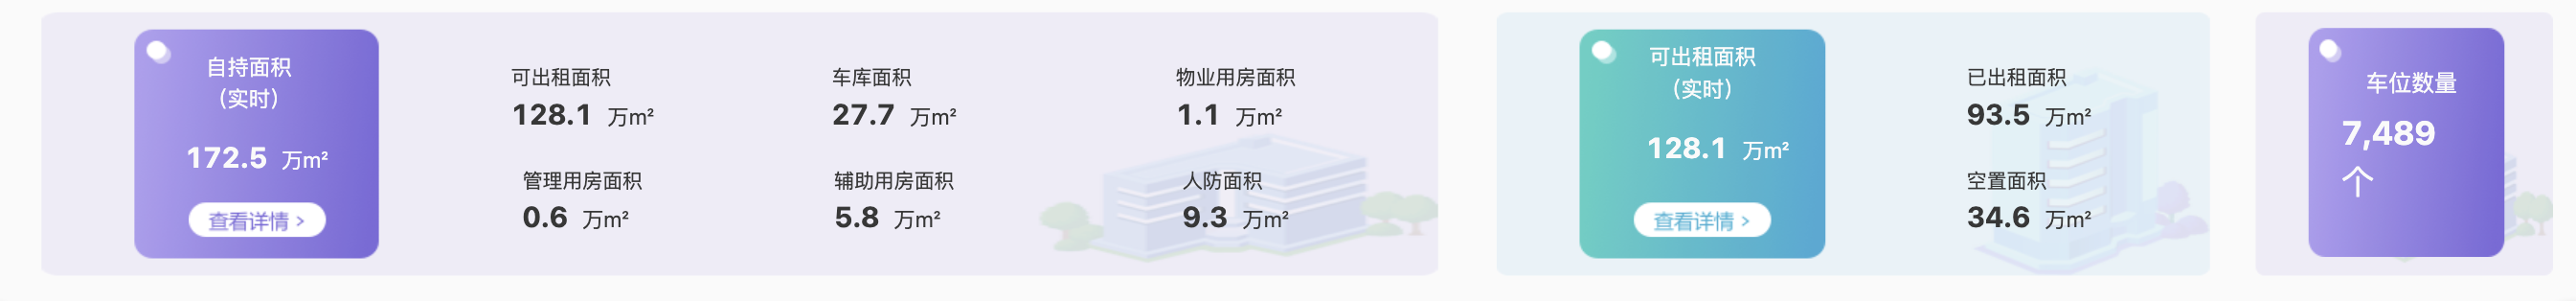 自持面积
（实时）
172.5 万m²
查看详情 >
可出租面积
128.1 万m²
车库面积
27.7 万m²
物业用房面积
1.1 万m²
管理用房面积
0.6 万m²
辅助用房面积
5.8 万m²
人防面积
9.3 万m²
可出租面积
（实时）
128.1 万m²
查看详情 >
已出租面积
93.5 万m²
空置面积
34.6 万m²
车位数量
7,489
个